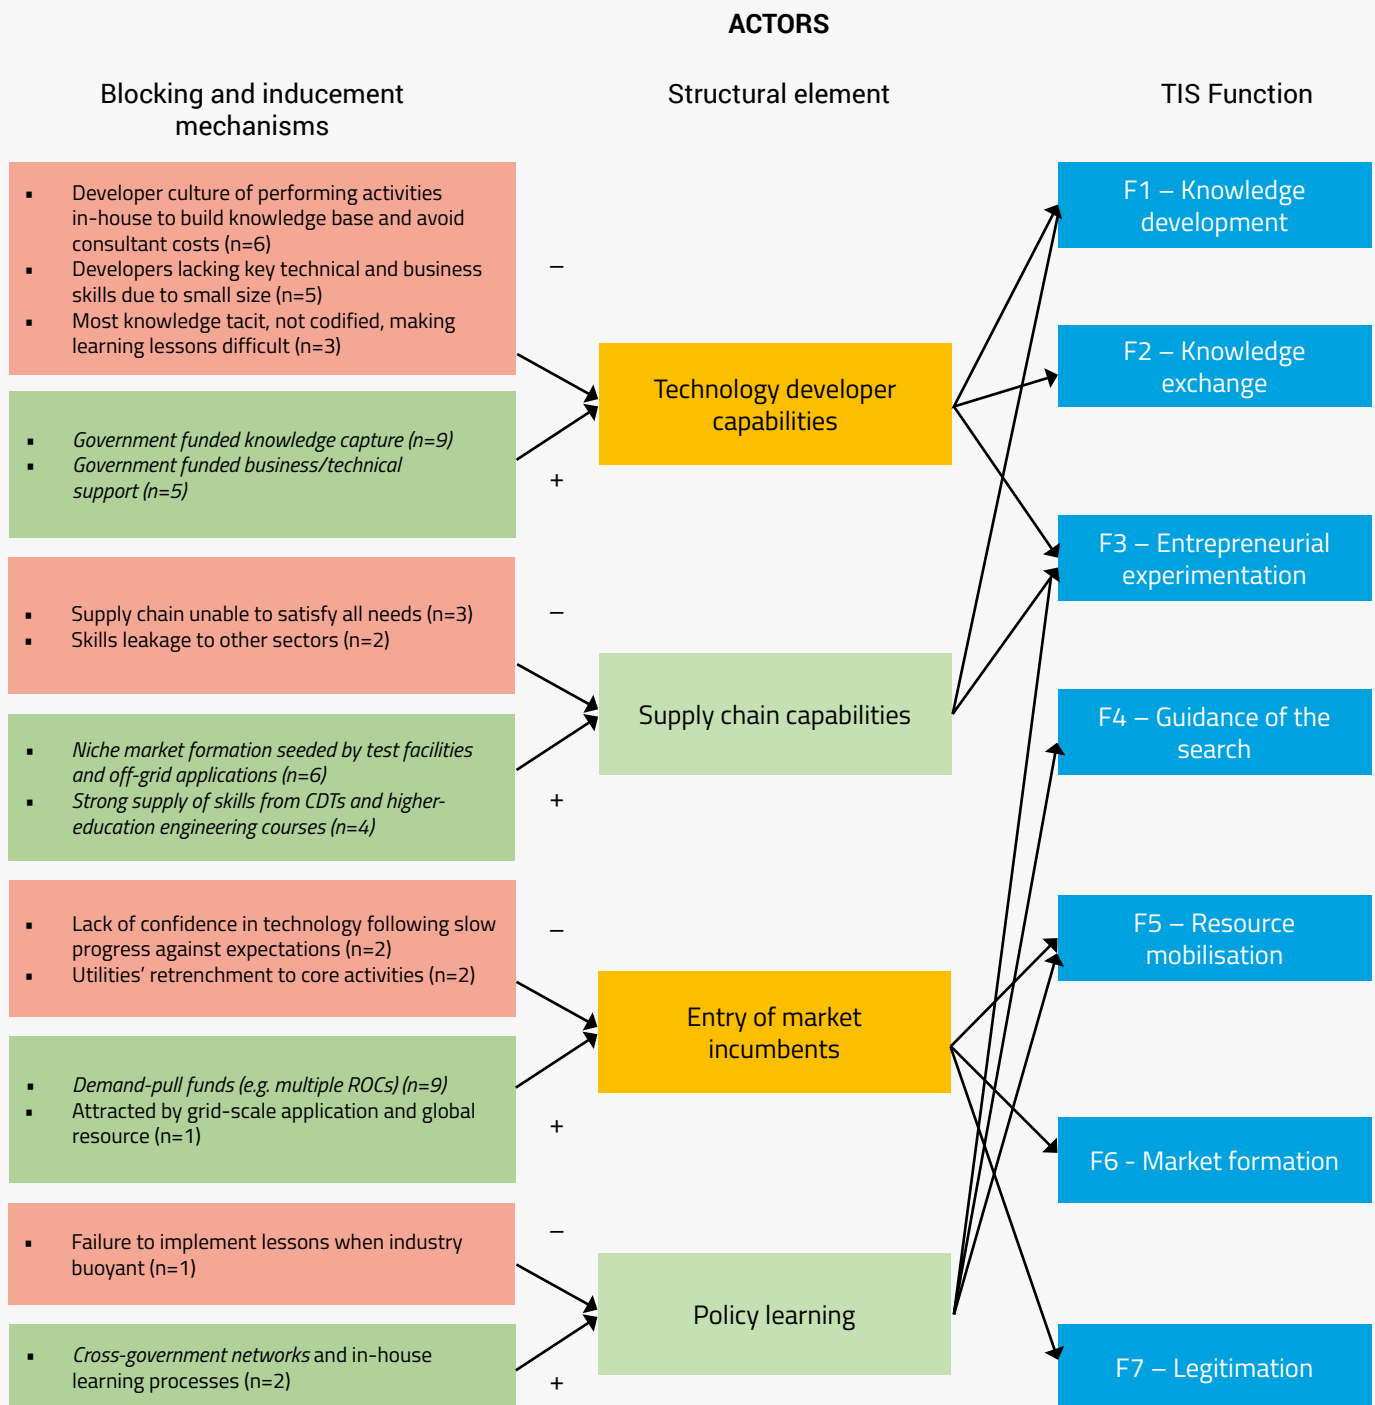 ACTORS
Blocking and inducement
mechanisms
Structural element
TIS Function
▪ Developer culture of performing activities
in-house to build knowledge base and avoid
consultant costs (n=6)
▪ Developers lacking key technical and business
skills due to small size (n=5)
▪ Most knowledge tacit, not codified, making
learning lessons difficult (n=3)
–
▪ Government funded knowledge capture (n=9)
▪ Government funded business/technical
support (n=5)
+
Technology developer
capabilities
▪ Supply chain unable to satisfy all needs (n=3)
▪ Skills leakage to other sectors (n=2)
–
▪ Niche market formation seeded by test facilities
and off-grid applications (n=6)
▪ Strong supply of skills from CDTs and higher-
education engineering courses (n=4)
+
Supply chain capabilities
▪ Lack of confidence in technology following slow
progress against expectations (n=2)
▪ Utilities’ retrenchment to core activities (n=2)
–
▪ Demand-pull funds (e.g. multiple ROCs) (n=9)
▪ Attracted by grid-scale application and global
resource (n=1)
+
Entry of market
incumbents
▪ Failure to implement lessons when industry
buoyant (n=1)
–
▪ Cross-government networks and in-house
learning processes (n=2)
+
Policy learning
F1 – Knowledge
development
F2 – Knowledge
exchange
F3 – Entrepreneurial
experimentation
F4 – Guidance of the
search
F5 – Resource
mobilisation
F6 - Market formation
F7 – Legitimation